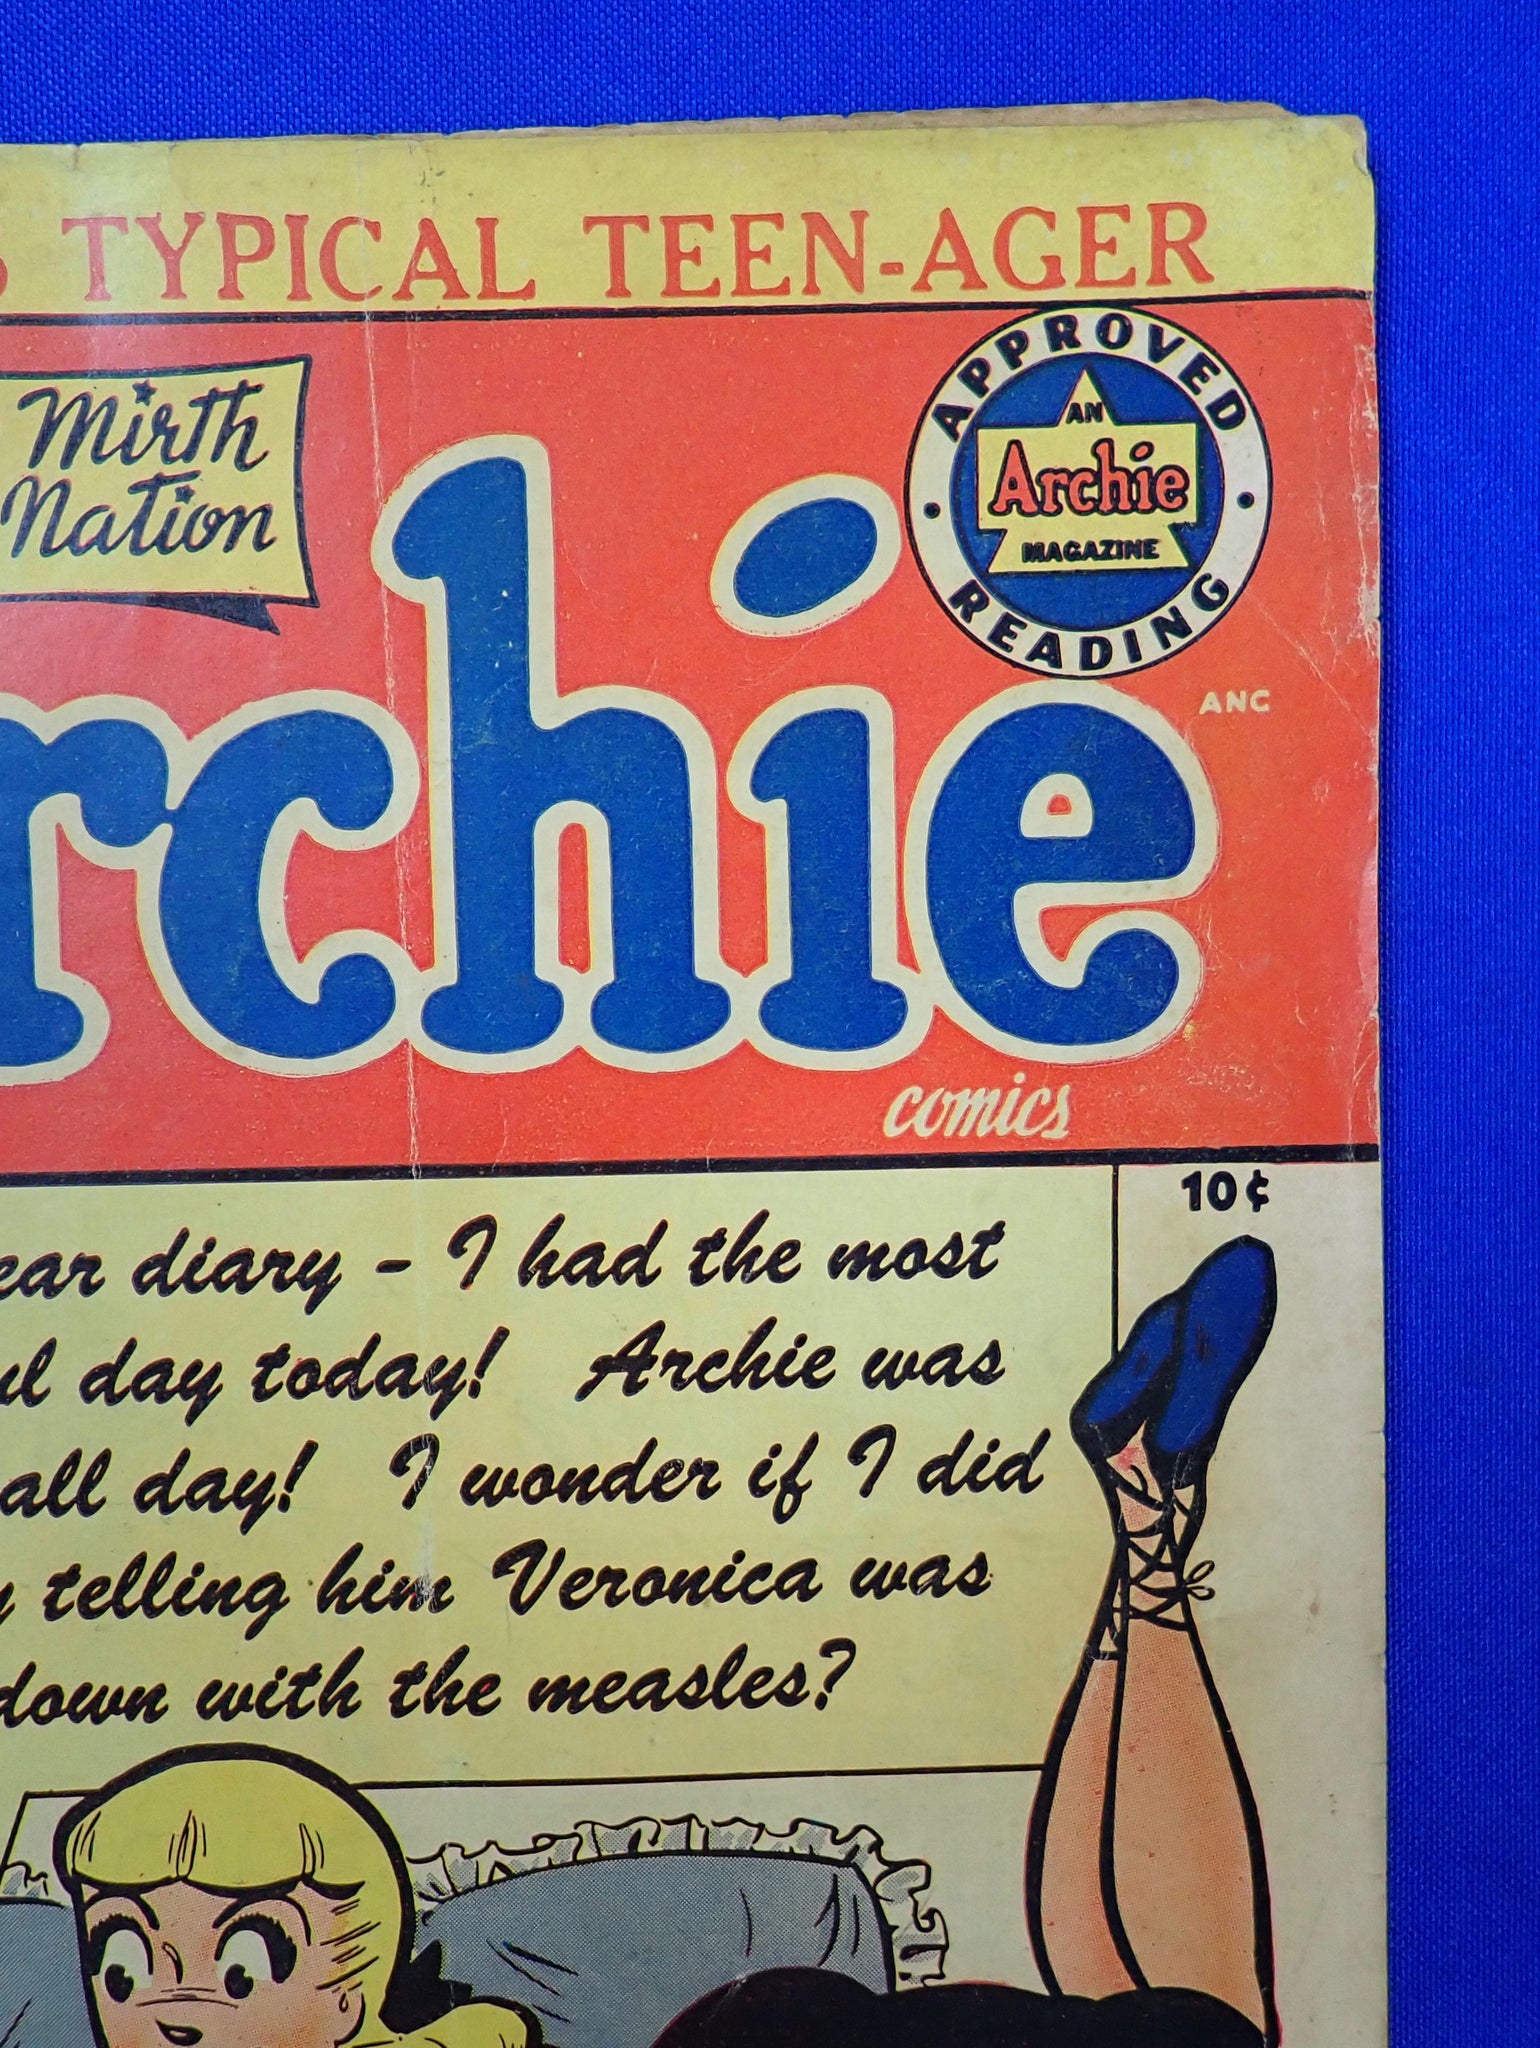 TYPICAL TEEN-AGER
Mirth
Nation
APPROVED
READING
AN
Archie
MAGAZINE
rchie
ANC
comics
10¢
ear diary - I had the most
ul day today! Archie was
all day! I wonder if I did
telling him Veronica was
down with the measles?